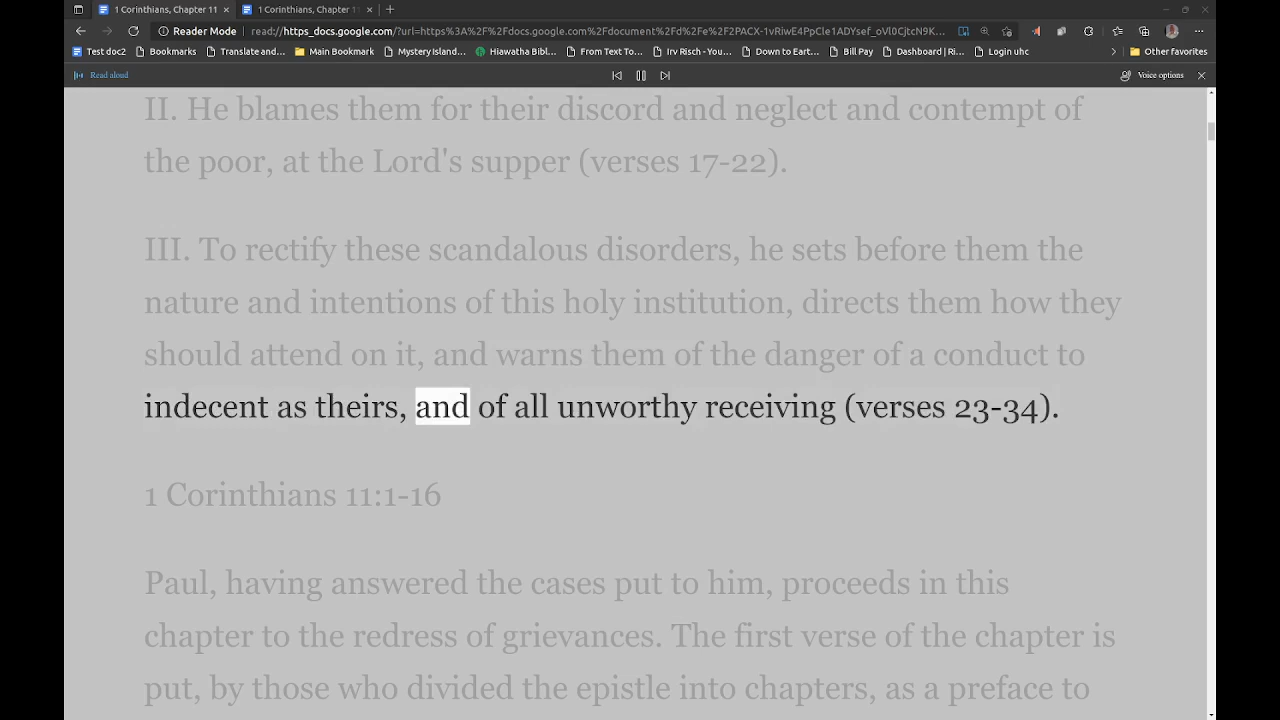 1 Corinthians, Chapter 11
1 Corinthians, Chapter 11
Reader Mode
read://https_docs.google.com/?url=https%3A%2F%2Fdocs.google.com%2Fdocument%2Fd%2Fe%2F2PACX-1vRiwE4PpCle1ADYsef_oVl0CjtcN9K...
Test doc2 Bookmarks Translate and... Main Bookmark Mystery Island... Hiawatha Bibl... From Text To... Irv Risch - You... Down to Eart... Bill Pay Dashboard | Ri... Login uhc Other favorites
Read aloud
Voice options
II. He blames them for their discord and neglect and contempt of
the poor, at the Lord's supper (verses 17-22).
III. To rectify these scandalous disorders, he sets before them the
nature and intentions of this holy institution, directs them how they
should attend on it, and warns them of the danger of a conduct to
indecent as theirs, and of all unworthy receiving (verses 23-34).
1 Corinthians 11:1-16
Paul, having answered the cases put to him, proceeds in this
chapter to the redress of grievances. The first verse of the chapter is
put, by those who divided the epistle into chapters, as a preface to